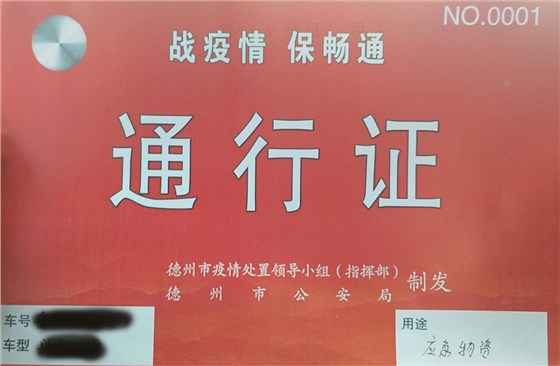 NO.0001
战疫情 保畅通
通行证
德州市疫情处置领导小组(指挥部)
德州市公安局
制发
车号
车型
用途
应急物资